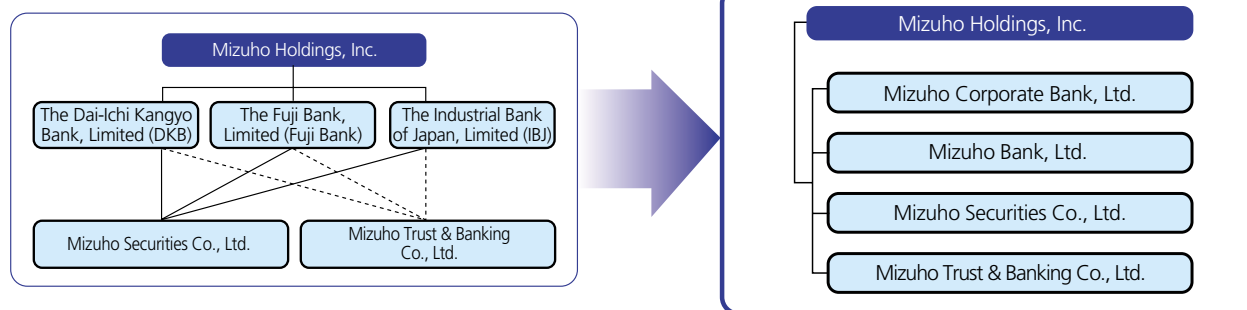 Mizuho Holdings, Inc.
The Dai-Ichi Kangyo
Bank, Limited (DKB)
The Fuji Bank,
Limited (Fuji Bank)
The Industrial Bank
of Japan, Limited (IBJ)
Mizuho Securities Co., Ltd.
Mizuho Trust & Banking
Co., Ltd.
Mizuho Holdings, Inc.
Mizuho Corporate Bank, Ltd.
Mizuho Bank, Ltd.
Mizuho Securities Co., Ltd.
Mizuho Trust & Banking Co., Ltd.